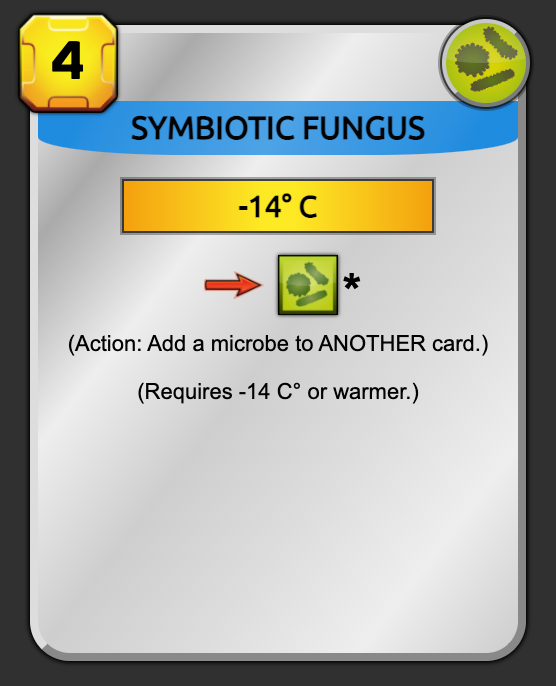 4
SYMBIOTIC FUNGUS
-14° C
*
(Action: Add a microbe to ANOTHER card.)
(Requires -14 C° or warmer.)